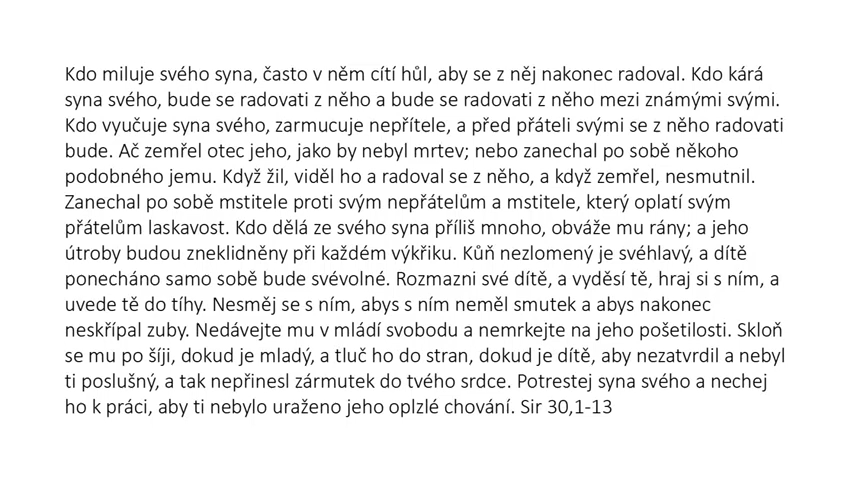 Kdo miluje svého syna, často v něm cítí hůl, aby se z něj nakonec radoval. Kdo kárá
syna svého, bude se radovati z něho a bude se radovati z něho mezi známými svými.
Kdo vyučuje syna svého, zarmucuje nepřítele, a před přáteli svými se z něho radovati
bude. Ač zemřel otec jeho, jako by nebyl mrtev; nebo zanechal po sobě někoho
podobného jemu. Když žil, viděl ho a radoval se z něho, a když zemřel, nesmutnil.
Zanechal po sobě mstitele proti svým nepřátelům a mstitele, který oplatí svým
přátelům laskavost. Kdo dělá ze svého syna příliš mnoho, obváže mu rány; a jeho
útroby budou zneklidněny při každém výkřiku. Kůň nezlomený je svéhlavý, a dítě
ponecháno samo sobě bude svévolné. Rozmazni své dítě, a vyděsí tě, hraj si s ním, a
uvede tě do tíhy. Nesměj se s ním, abys s ním neměl smutek a abys nakonec
neskřípal zuby. Nedávejte mu v mládí svobodu a nemrkejte na jeho pošetilosti. Skloň
se mu po šíji, dokud je mladý, a tluč ho do stran, dokud je dítě, aby nezatvrdil a nebyl
ti poslušný, a tak nepřinesl zármutek do tvého srdce. Potrestej syna svého a nechej
ho k práci, aby ti nebylo uraženo jeho oplzlé chování. Sir 30,1-13